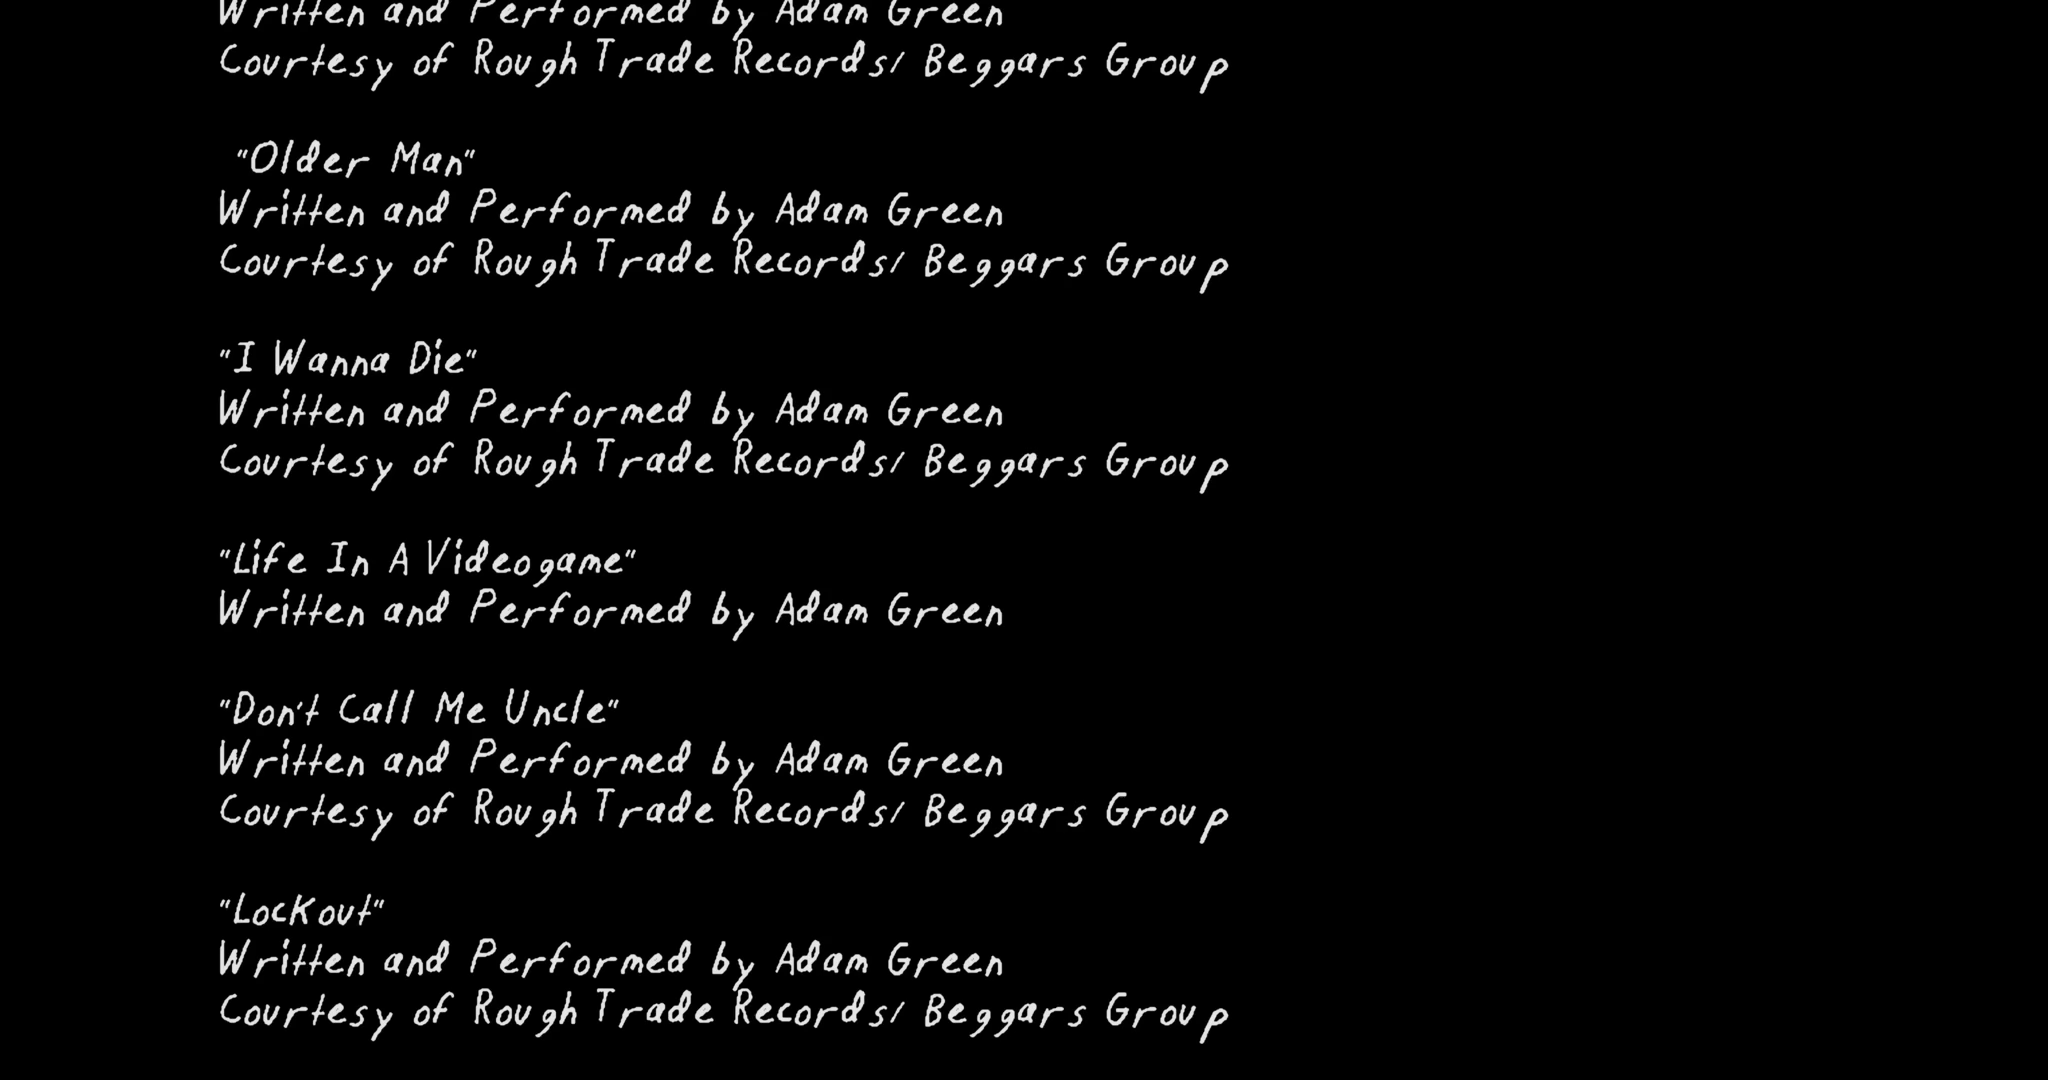 Written and Performed by Adam Green
Courtesy of Rough Trade Records/ Beggars Group
"Older Man"
Written and Performed by Adam Green
Courtesy of Rough Trade Records/ Beggars Group
"I Wanna Die"
Written and Performed by Adam Green
Courtesy of Rough Trade Records/ Beggars Group
"Life In A Videogame"
Written and Performed by Adam Green
"Don't Call Me Uncle"
Written and Performed by Adam Green
Courtesy of Rough Trade Records/ Beggars Group
"Lockout"
Written and Performed by Adam Green
Courtesy of Rough Trade Records/ Beggars Group